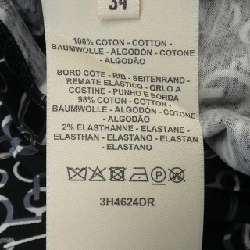 34
100% COTON - COTTON -
BAUMWOLLE - ALGODÓN - COTONE
- ALGODÃO
BORD CÔTE - RIB - SEITENRAND -
REMATE ELÁSTICO - ORLO A
COSTINE - PUNHO E BORDA
98% COTON - COTTON -
BAUMWOLLE - ALGODÓN - COTONE
- ALGODÃO
2% ELASTHANNE - ELASTANE -
ELASTHAN - ELASTANO - ELASTAN -
ELASTANO
3H4624DR